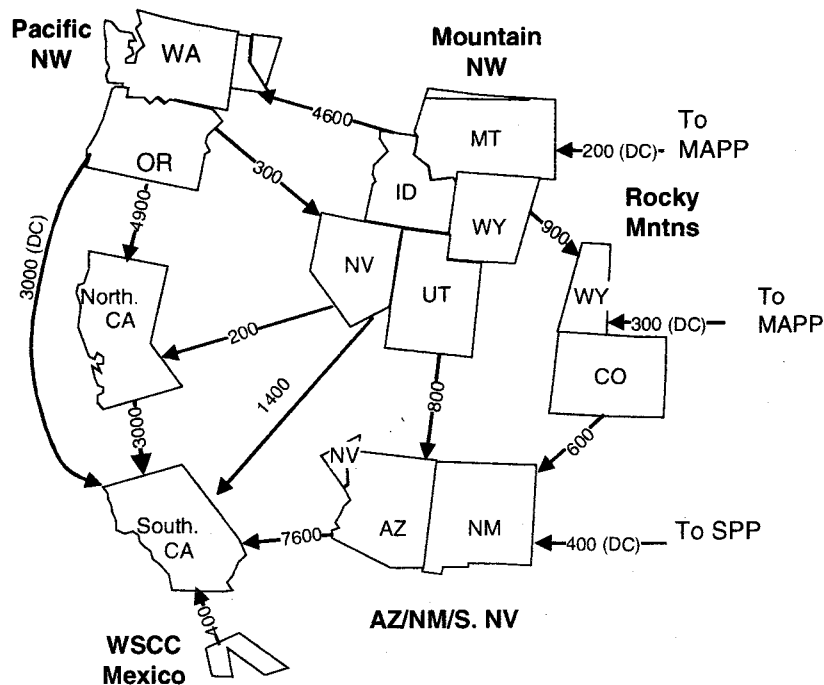 Pacific
NW
WA
Mountain
NW
4600
MT
To
MAPP
200 (DC)
OR
300
ID
4900
3000 (DC)
WY
900
Rocky
Mntns
NV
UT
North.
CA
WY
To
MAPP
300 (DC)
200
CO
1400
800
3000
600
NV
South.
CA
7600
AZ
NM
400 (DC)
To SPP
400
AZ/NM/S. NV
WSCC
Mexico